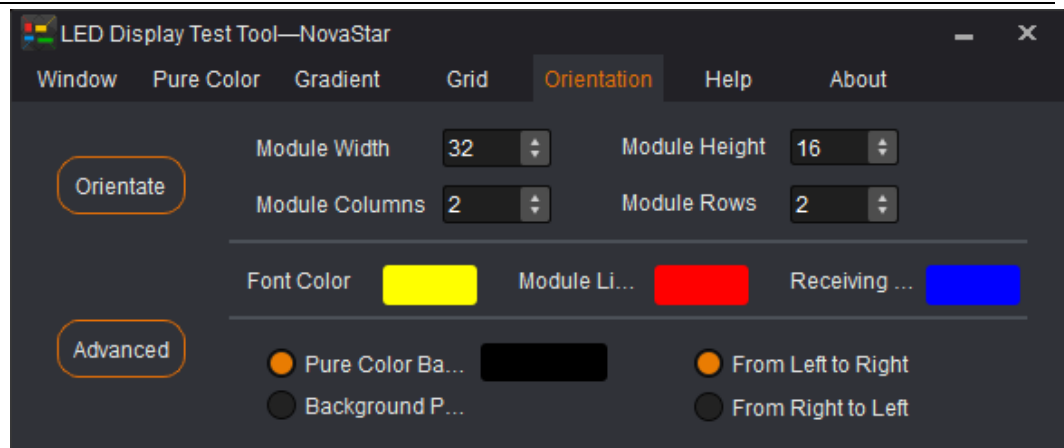 LED Display Test Tool—NovaStar
Window Pure Color Gradient Grid Orientation Help About
Module Width 32 Module Height 16
Orientate
Module Columns 2 Module Rows 2
Font Color Module Li... Receiving ...
Advanced
Pure Color Ba... From Left to Right
Background P... From Right to Left